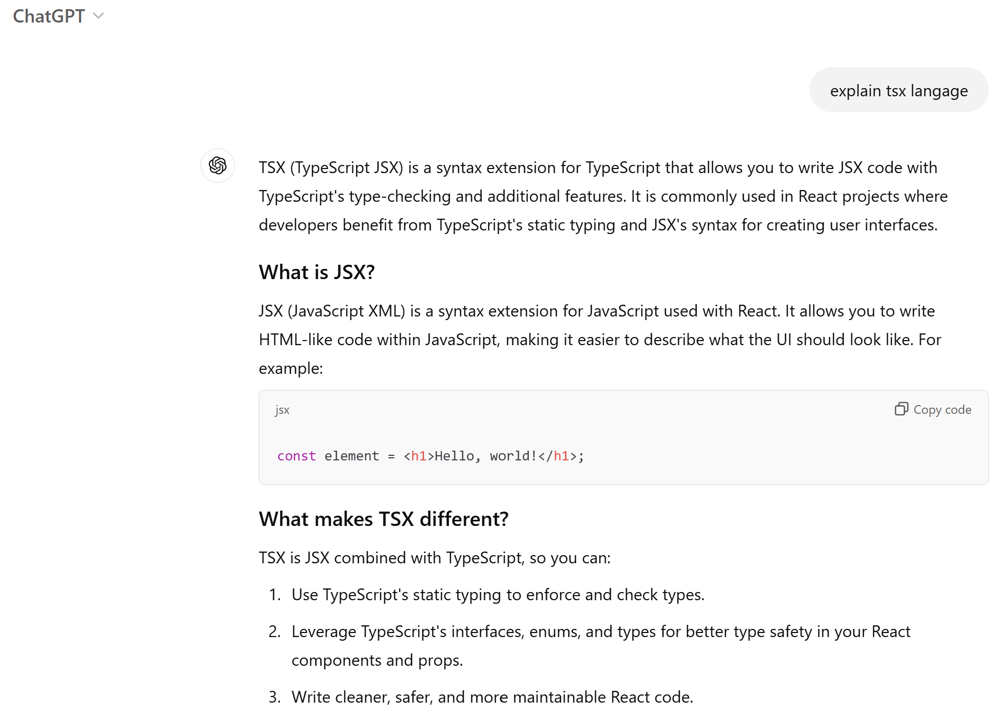 ChatGPT
explain tsx langage
TSX (TypeScript JSX) is a syntax extension for TypeScript that allows you to write JSX code with
TypeScript's type-checking and additional features. It is commonly used in React projects where
developers benefit from TypeScript's static typing and JSX's syntax for creating user interfaces.
What is JSX?
JSX (JavaScript XML) is a syntax extension for JavaScript used with React. It allows you to write
HTML-like code within JavaScript, making it easier to describe what the UI should look like. For
example:
jsx
Copy code
const element = <h1>Hello, world!</h1>;
What makes TSX different?
TSX is JSX combined with TypeScript, so you can:
1. Use TypeScript's static typing to enforce and check types.
2. Leverage TypeScript's interfaces, enums, and types for better type safety in your React
components and props.
3. Write cleaner, safer, and more maintainable React code.